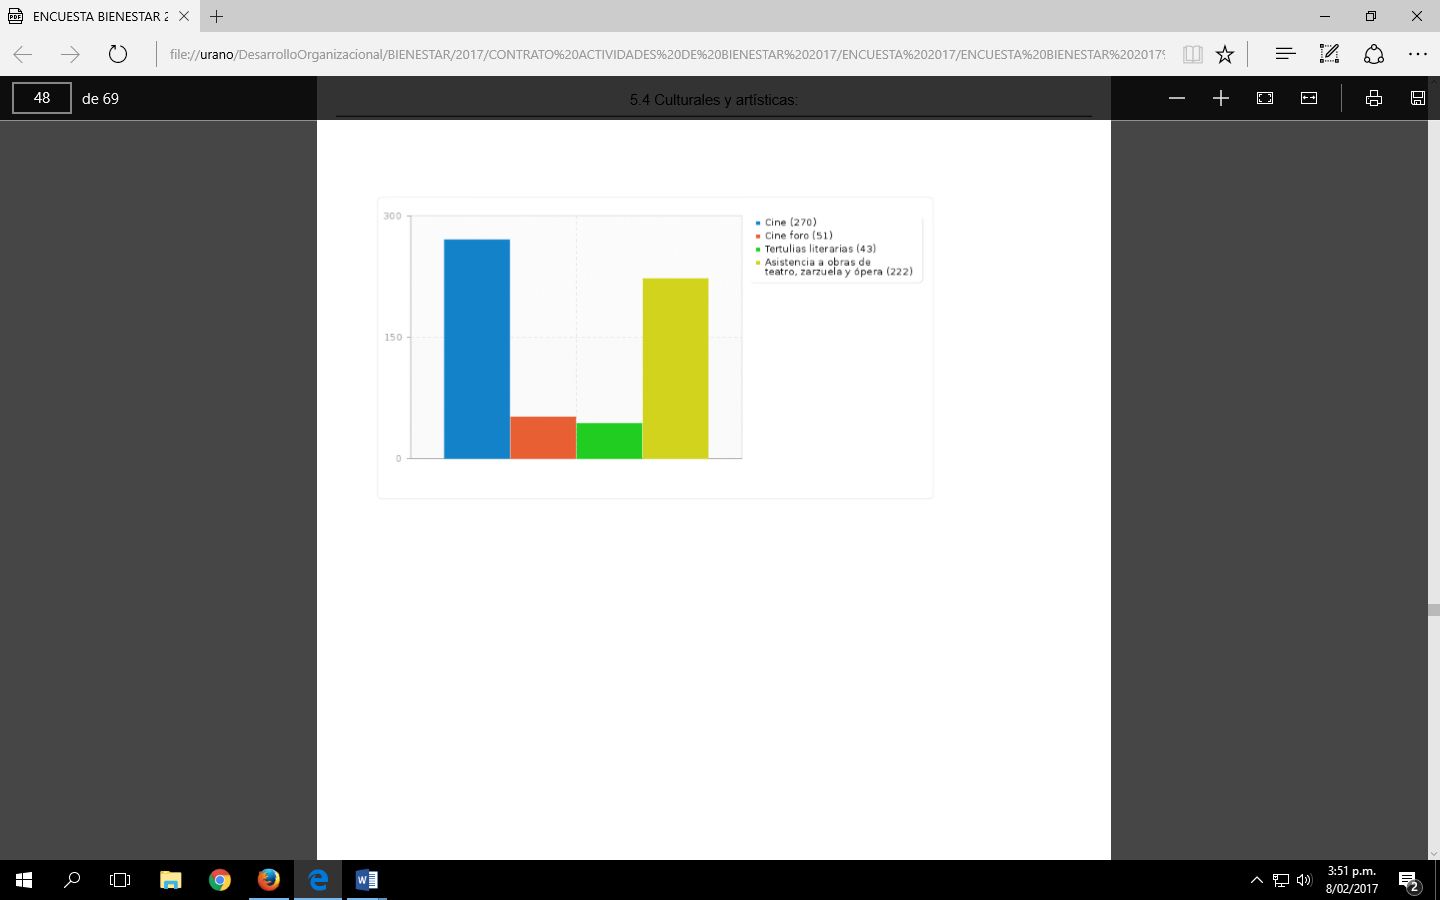 ENCUESTA BIENESTAR 2
file://urano/DesarrolloOrganizacional/BIENESTAR/2017/CONTRATO%20ACTIVIDADES%20DE%20BIENESTAR%202017/ENCUESTA%202017/ENCUESTA%20BIENESTAR%202017%
48 de 69
5.4 Culturales y artísticas:
300
150
0
Cine (270)
Cine foro (51)
Tertulias literarias (43)
Asistencia a obras de
teatro, zarzuela y ópera (222)
3:51 p.m.
8/02/2017
2